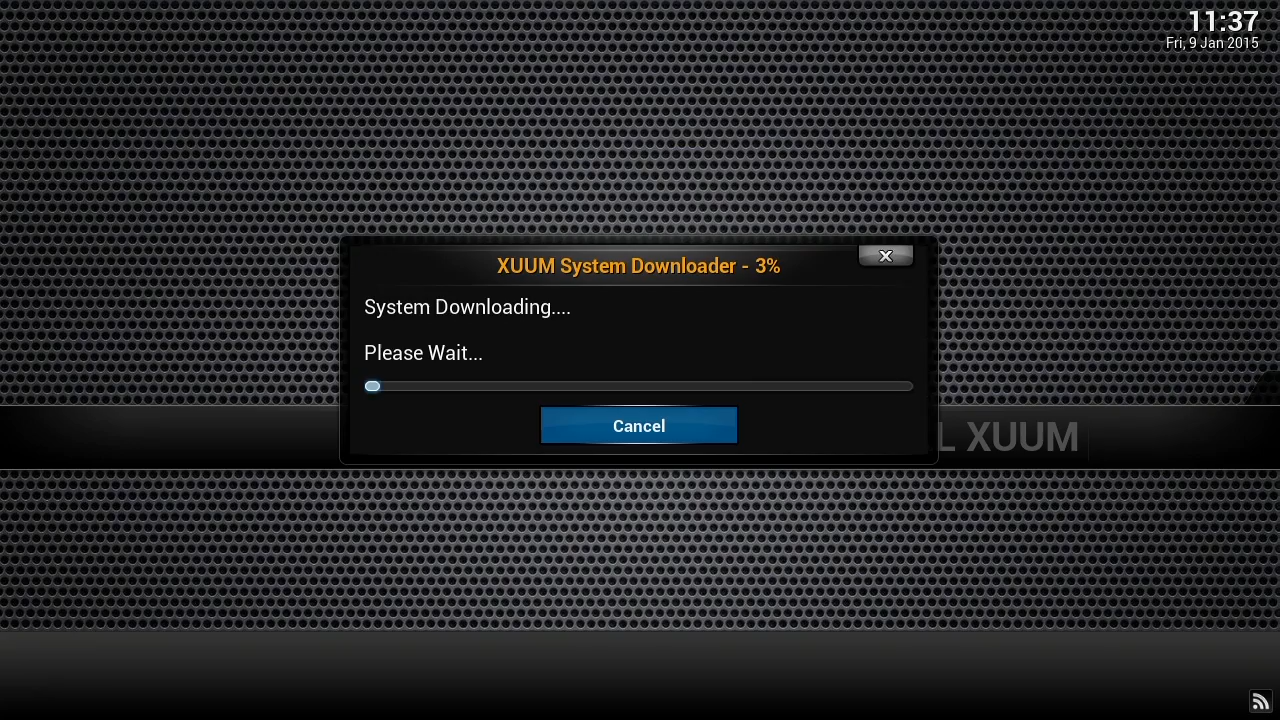 11:37
Fri, 9 Jan 2015
XUUM System Downloader - 3%
System Downloading....
Please Wait...
Cancel
L XUUM